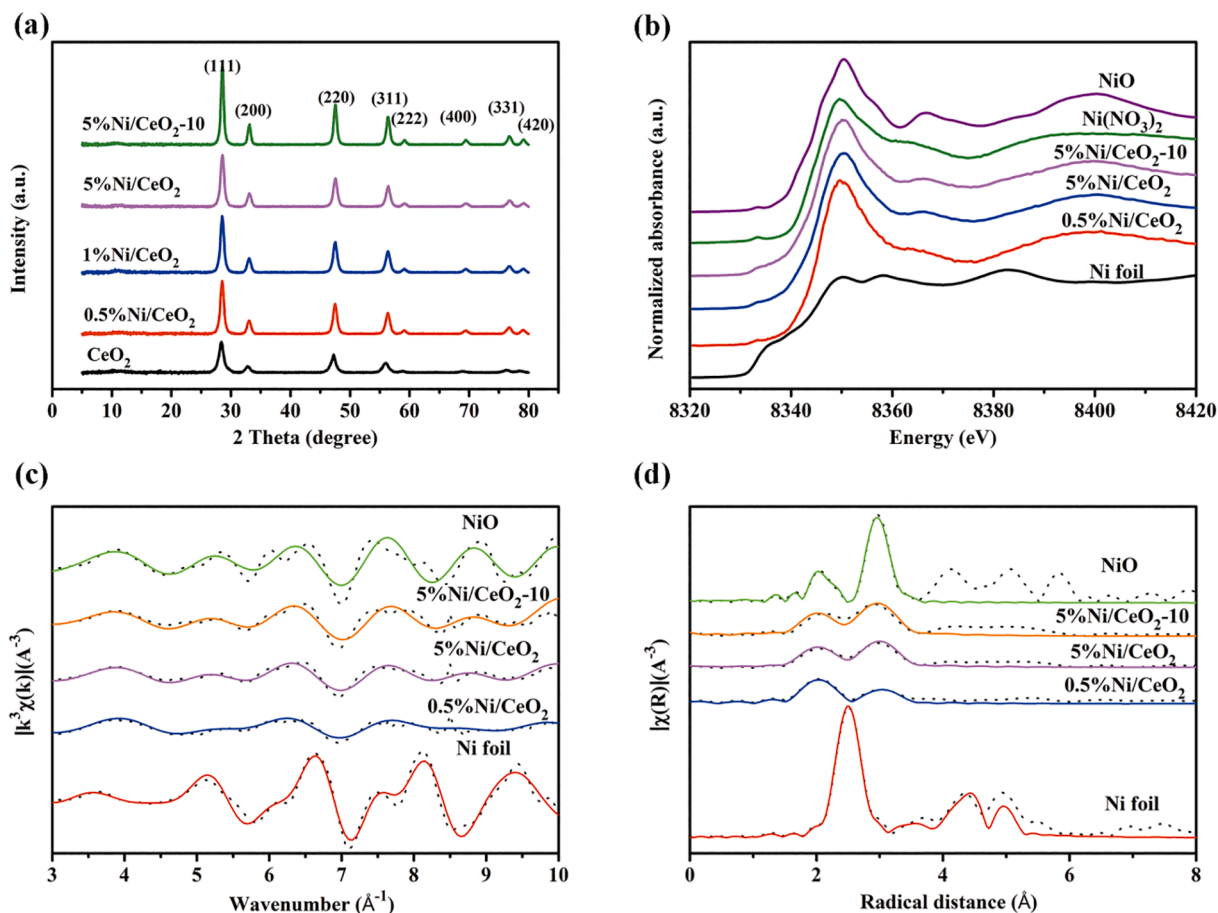 (a)
(111)
(200)
(220)
(311)
(222)
(400)
(331)
(420)
5%Ni/CeO₂-10
5%Ni/CeO₂
1%Ni/CeO₂
0.5%Ni/CeO₂
CeO₂
Intensity (a.u.)
0 10 20 30 40 50 60 70 80
2 Theta (degree)
(b)
NiO
Ni(NO₃)₂
5%Ni/CeO₂-10
5%Ni/CeO₂
0.5%Ni/CeO₂
Ni foil
Normalized absorbance (a.u.)
8320 8340 8360 8380 8400 8420
Energy (eV)
(c)
NiO
5%Ni/CeO₂-10
5%Ni/CeO₂
0.5%Ni/CeO₂
Ni foil
|k³χ(k)|(A⁻³)
3 4 5 6 7 8 9 10
Wavenumber (Å⁻¹)
(d)
NiO
5%Ni/CeO₂-10
5%Ni/CeO₂
0.5%Ni/CeO₂
Ni foil
|χ(R)|(A⁻³)
0 2 4 6 8
Radical distance (Å)